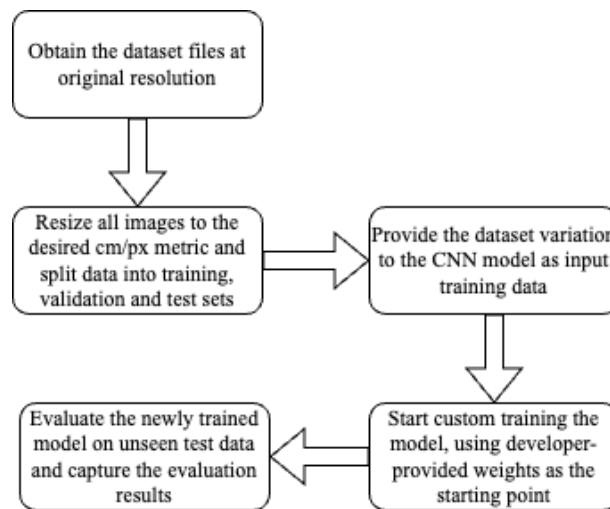 Obtain the dataset files at
original resolution
Resize all images to the
desired cm/px metric and
split data into training,
validation and test sets
Provide the dataset variation
to the CNN model as input
training data
Start custom training the
model, using developer-
provided weights as the
starting point
Evaluate the newly trained
model on unseen test data
and capture the evaluation
results